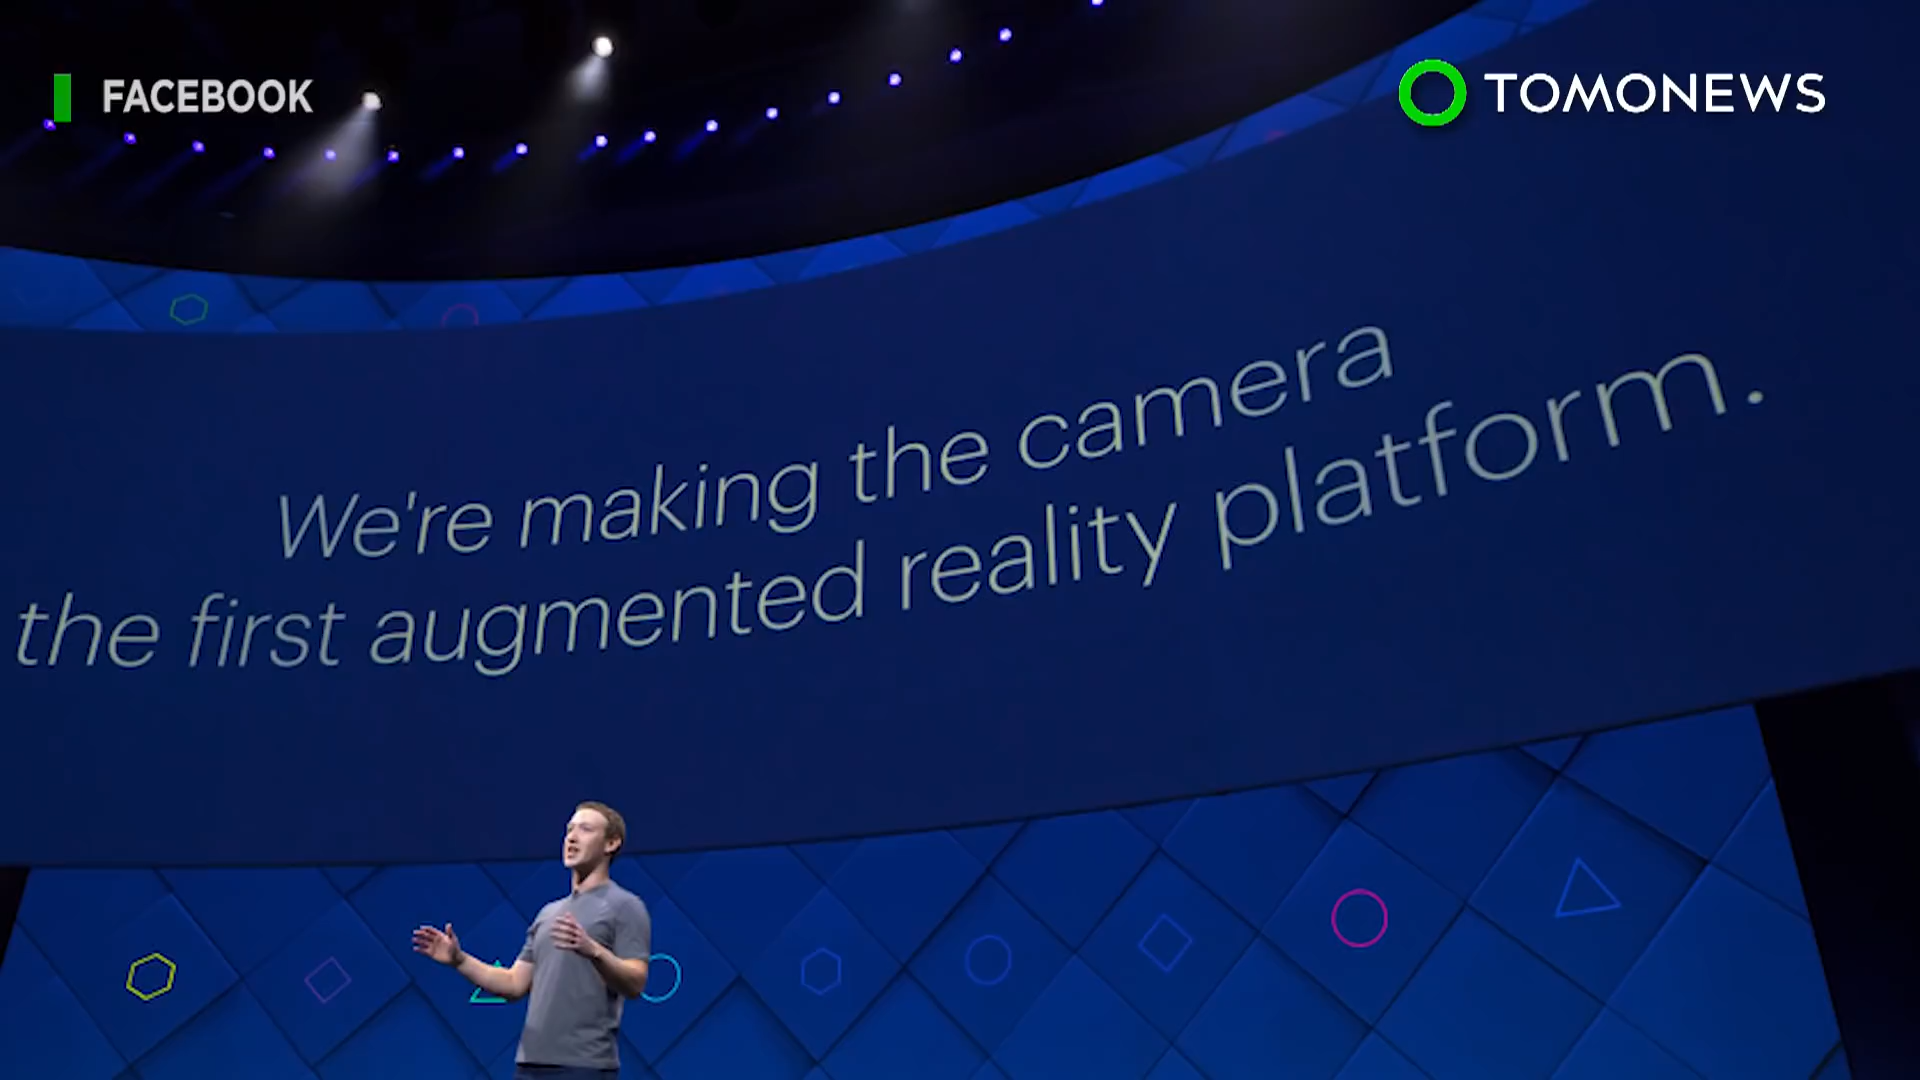 FACEBOOK
TOMONEWS
We're making the camera
the first augmented reality platform.